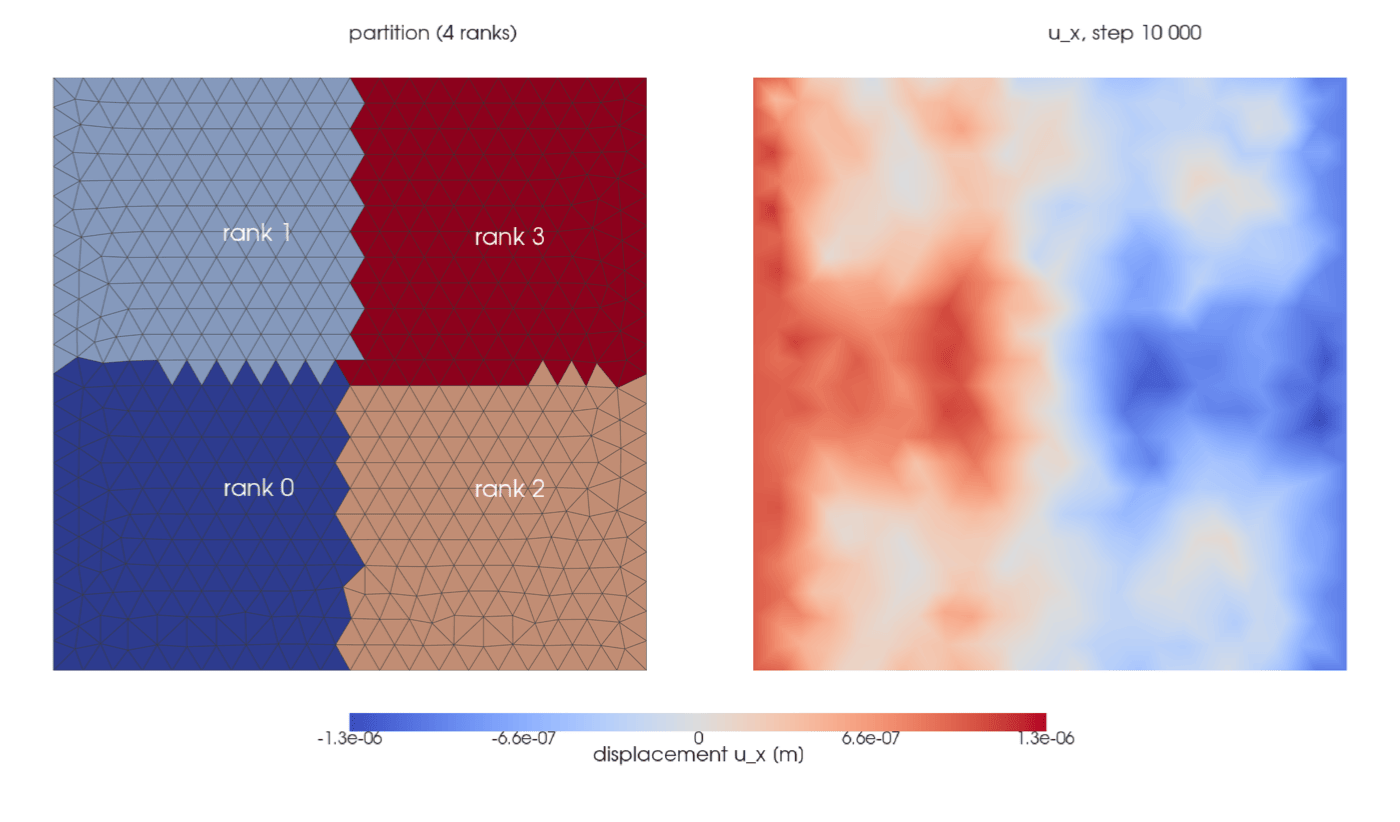 partition (4 ranks)
u_x, step 10 000
rank 1
rank 3
rank 0
rank 2
-1.3e-06 -6.6e-07 0 6.6e-07 1.3e-06
displacement u_x (m)